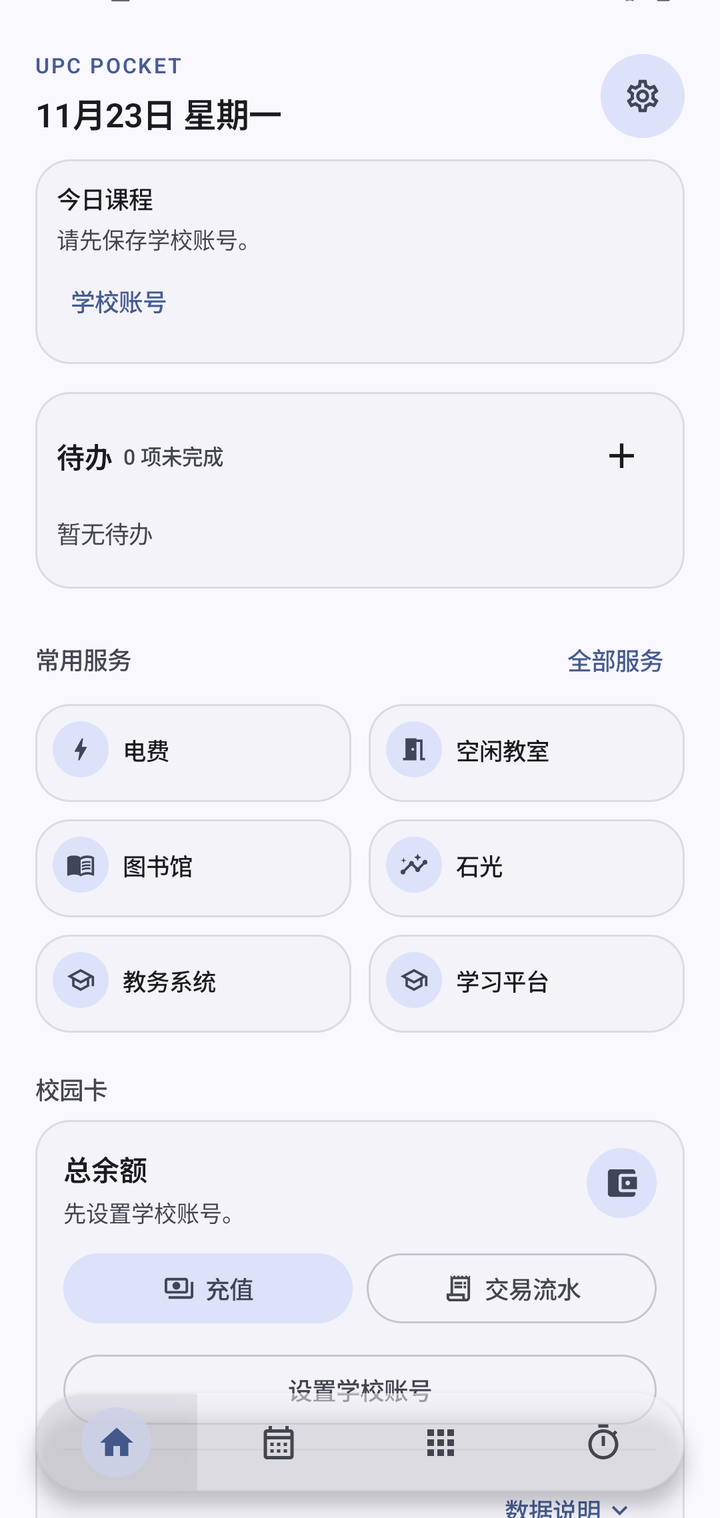 UPC POCKET
11月23日 星期一
今日课程
请先保存学校账号。
学校账号
待办 0 项未完成
暂无待办
常用服务 全部服务
电费 空闲教室
图书馆 石光
教务系统 学习平台
校园卡
总余额
先设置学校账号。
充值 交易流水
设置学校账号
数据说明